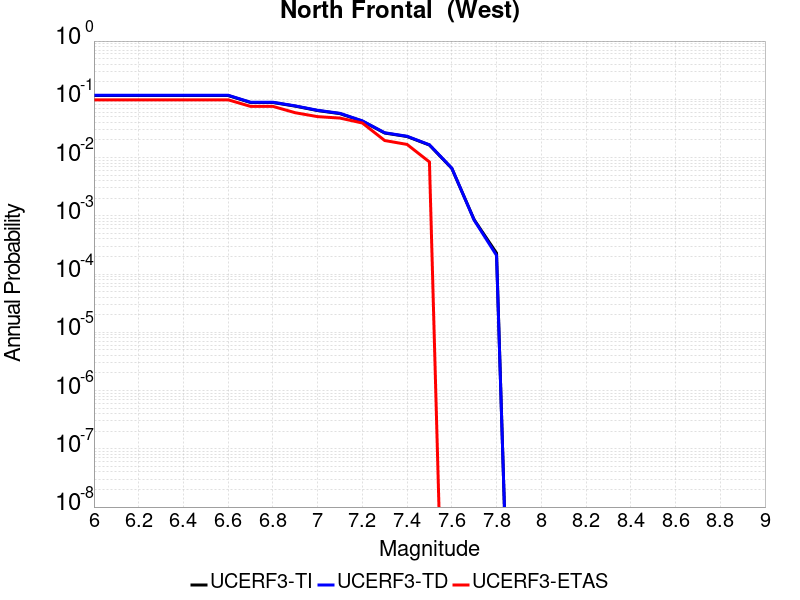 North Frontal  (West)
10^0
10^-1
10^-2
10^-3
10^-4
10^-5
10^-6
10^-7
10^-8
Annual Probability
6 6.2 6.4 6.6 6.8 7 7.2 7.4 7.6 7.8 8 8.2 8.4 8.6 8.8 9
Magnitude
UCERF3-TI UCERF3-TD UCERF3-ETAS